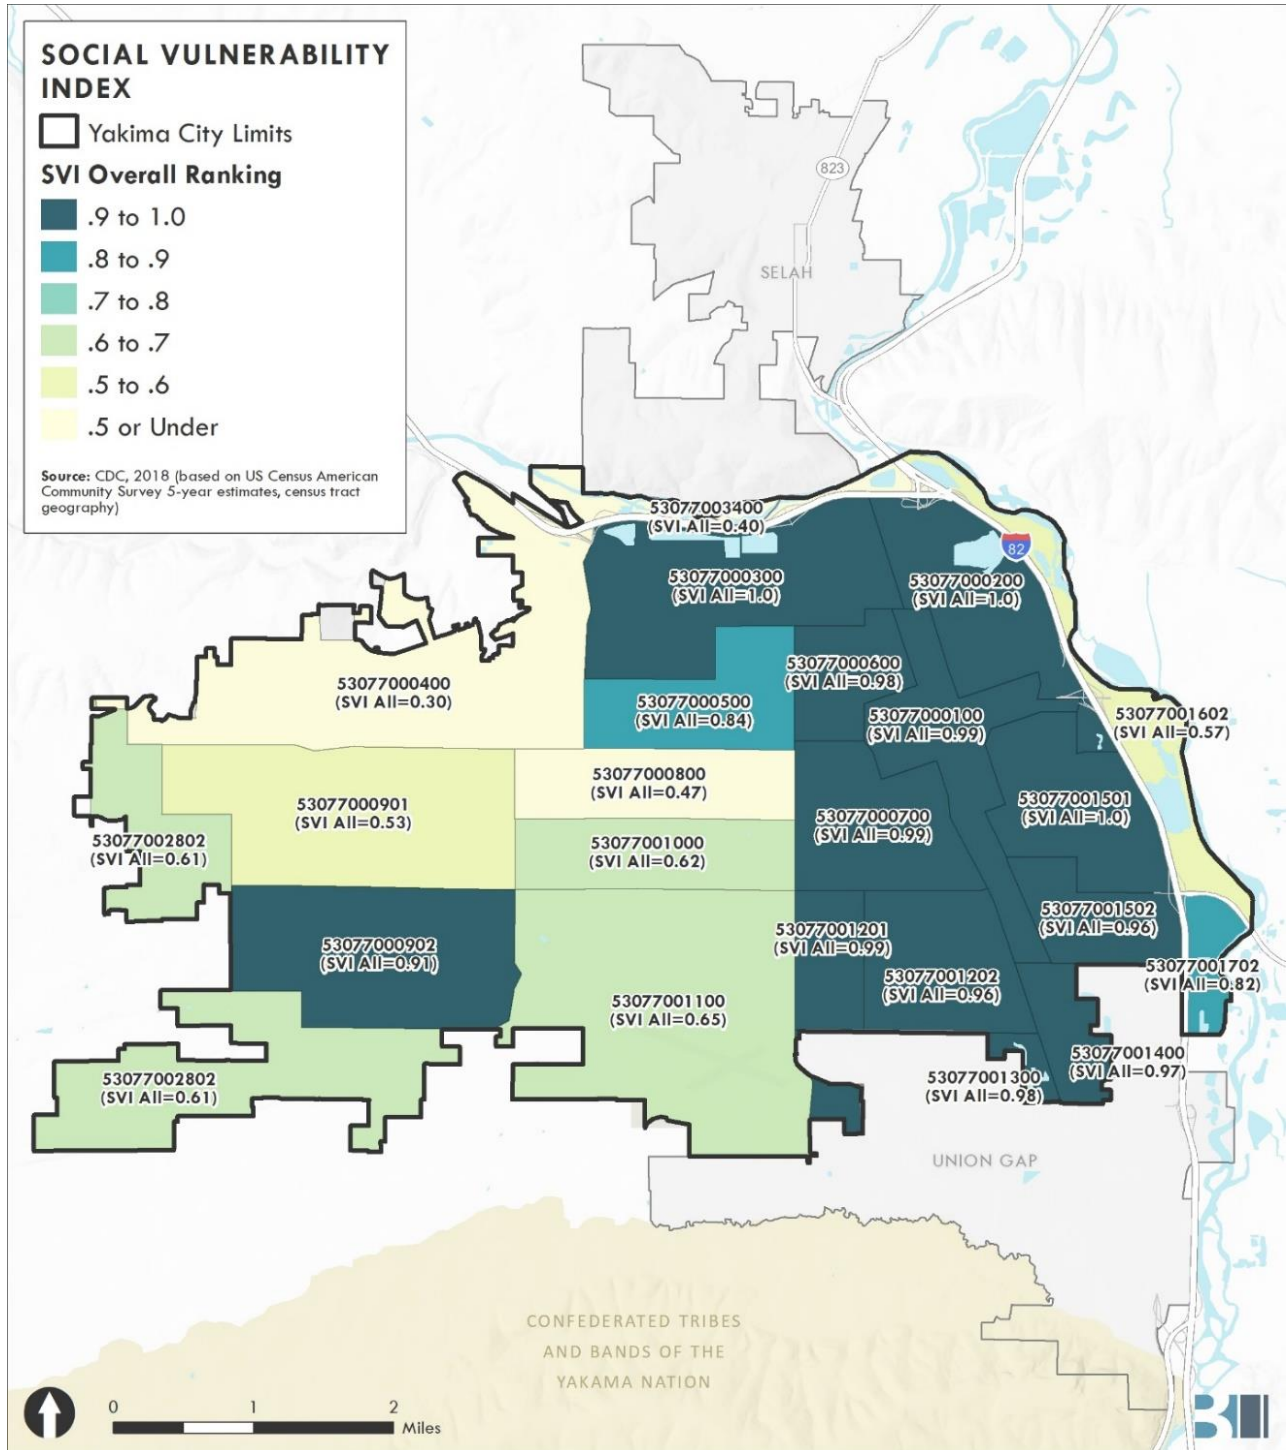 SOCIAL VULNERABILITY
INDEX
Yakima City Limits
SVI Overall Ranking
.9 to 1.0
.8 to .9
.7 to .8
.6 to .7
.5 to .6
.5 or Under
Source: CDC, 2018 (based on US Census American
Community Survey 5-year estimates, census tract
geography)
823
SELAH
53077003400
(SVI All=0.40)
82
53077000300
(SVI All=1.0)
53077000200
(SVI All=1.0)
53077000600
(SVI All=0.98)
53077000400
(SVI All=0.30)
53077000500
(SVI All=0.84)
53077000100
(SVI All=0.99)
53077001602
(SVI All=0.57)
53077000800
(SVI All=0.47)
53077000901
(SVI All=0.53)
53077001501
(SVI All=1.0)
53077000700
(SVI All=0.99)
53077002802
(SVI All=0.61)
53077001000
(SVI All=0.62)
53077001502
(SVI All=0.96)
53077001201
(SVI All=0.99)
53077000902
(SVI All=0.91)
53077001702
(SVI All=0.82)
53077001202
(SVI All=0.96)
53077001100
(SVI All=0.65)
53077001400
(SVI All=0.97)
53077002802
(SVI All=0.61)
53077001300
(SVI All=0.98)
UNION GAP
CONFEDERATED TRIBES
AND BANDS OF THE
YAKAMA NATION
0 1 2
Miles